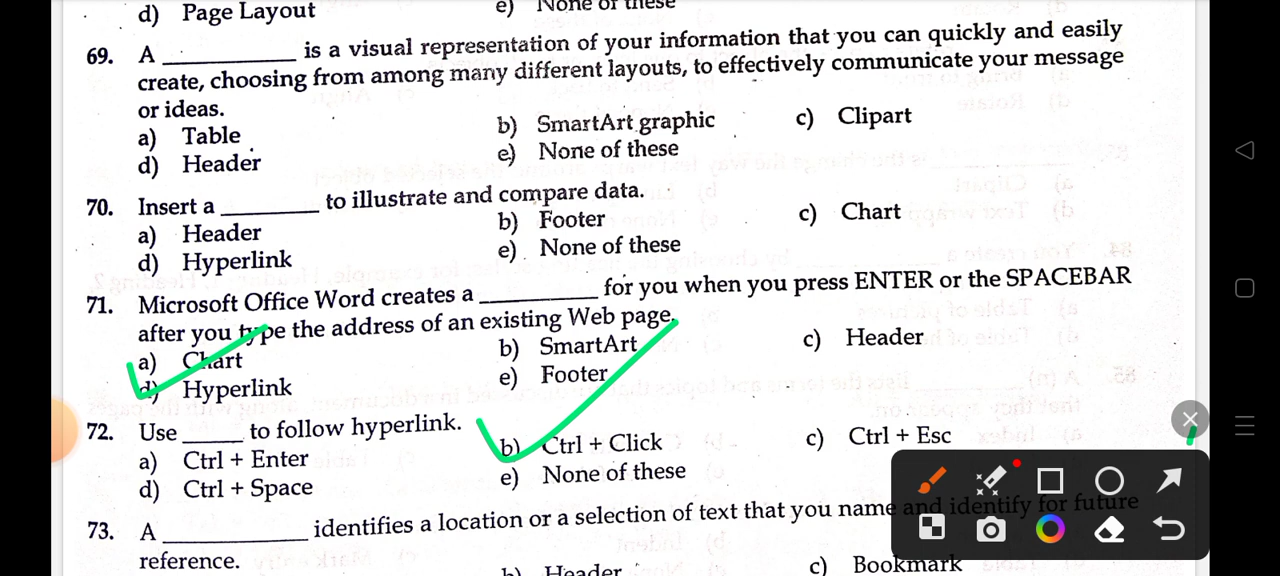 d) Page Layout e) None of these
69. A __________ is a visual representation of your information that you can quickly and easily
create, choosing from among many different layouts, to effectively communicate your message
or ideas.
a) Table b) SmartArt graphic c) Clipart
d) Header e) None of these
70. Insert a ________ to illustrate and compare data.
a) Header b) Footer c) Chart
d) Hyperlink e) None of these
71. Microsoft Office Word creates a __________ for you when you press ENTER or the SPACEBAR
after you type the address of an existing Web page.
a) Chart b) SmartArt c) Header
d) Hyperlink e) Footer
72. Use _____ to follow hyperlink.
a) Ctrl + Enter b) Ctrl + Click c) Ctrl + Esc
d) Ctrl + Space e) None of these
73. A ____________ identifies a location or a selection of text that you name and identify for future
reference.
b) Header c) Bookmark